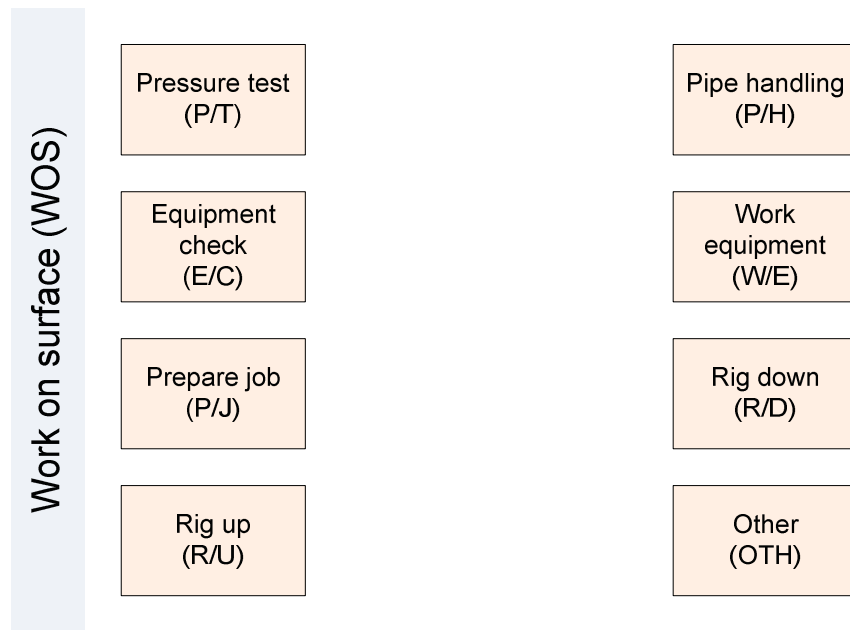 Work on surface (WOS)
Pressure test
(P/T)
Equipment
check
(E/C)
Prepare job
(P/J)
Rig up
(R/U)
Pipe handling
(P/H)
Work
equipment
(W/E)
Rig down
(R/D)
Other
(OTH)